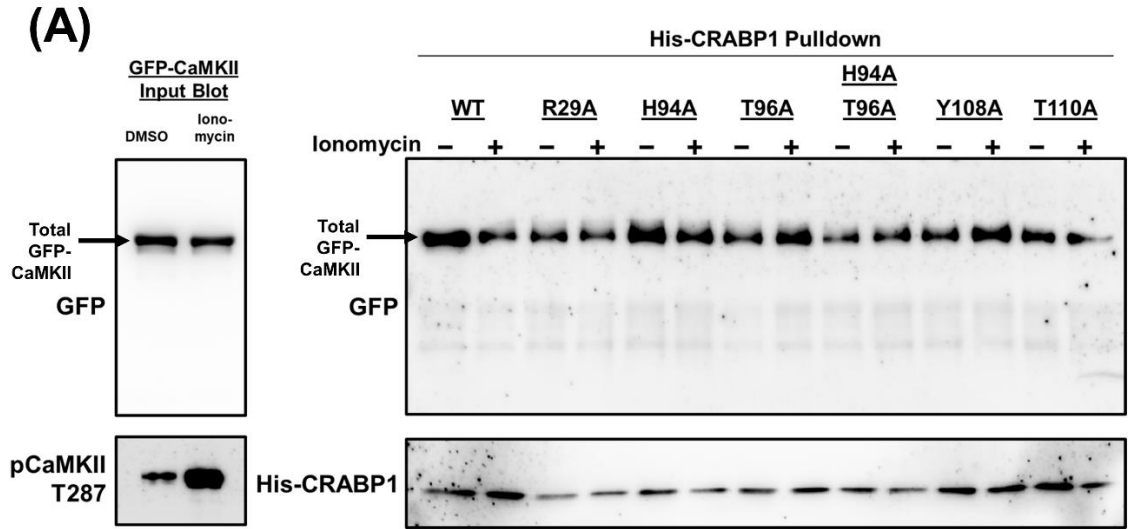 (A)
GFP-CaMKII
Input Blot
DMSO
Iono-
mycin
Total
GFP-
CaMKII
GFP
pCaMKII
T287
His-CRABP1 Pulldown
H94A
WT R29A H94A T96A T96A Y108A T110A
Ionomycin − + − + − + − + − + − + − +
Total
GFP-
CaMKII
GFP
His-CRABP1